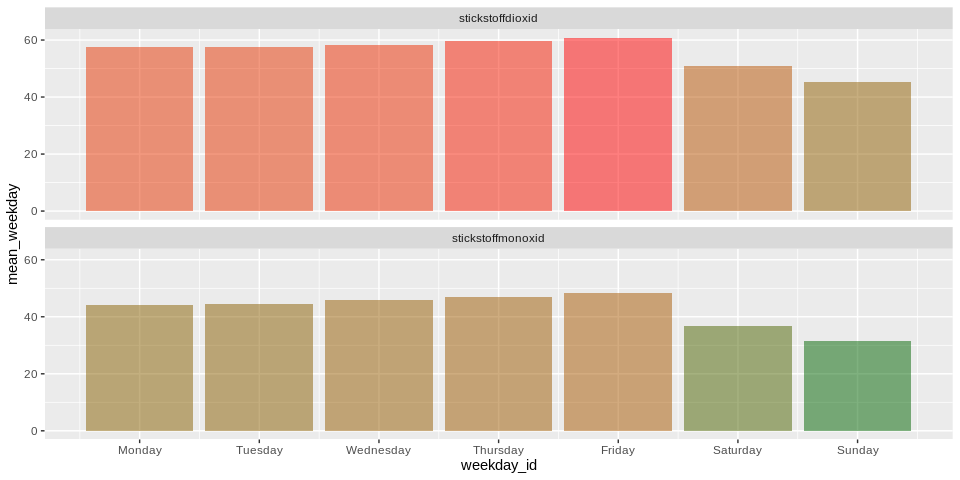 stickstoffdioxid
60
40
20
0
mean_weekday
stickstoffmonoxid
60
40
20
0
Monday Tuesday Wednesday Thursday Friday Saturday Sunday
weekday_id